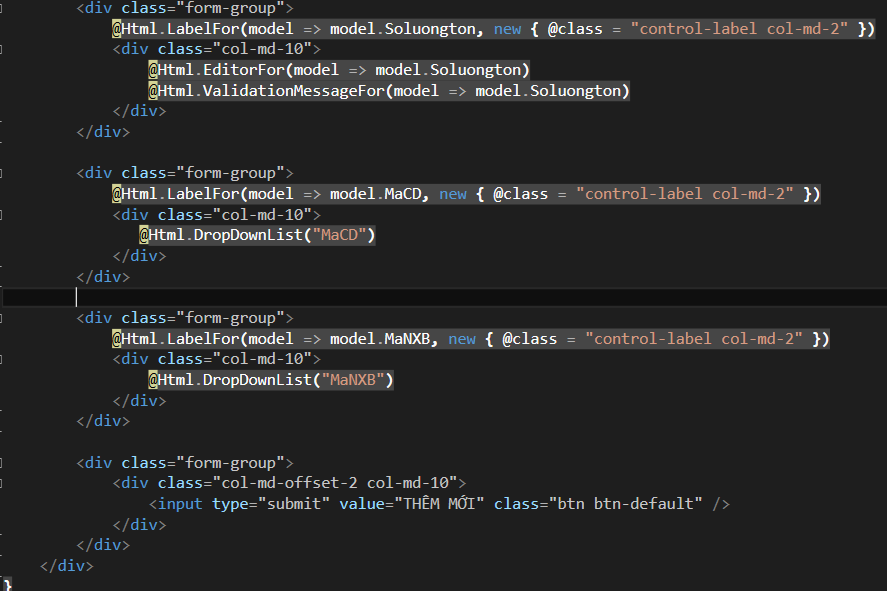 <div class="form-group">
@Html.LabelFor(model => model.Soluongton, new { @class = "control-label col-md-2" })
<div class="col-md-10">
@Html.EditorFor(model => model.Soluongton)
@Html.ValidationMessageFor(model => model.Soluongton)
</div>
</div>
<div class="form-group">
@Html.LabelFor(model => model.MaCD, new { @class = "control-label col-md-2" })
<div class="col-md-10">
@Html.DropDownList("MaCD")
</div>
</div>
<div class="form-group">
@Html.LabelFor(model => model.MaNXB, new { @class = "control-label col-md-2" })
<div class="col-md-10">
@Html.DropDownList("MaNXB")
</div>
</div>
<div class="form-group">
<div class="col-md-offset-2 col-md-10">
<input type="submit" value="THÊM MỚI" class="btn btn-default" />
</div>
</div>
</div>
}